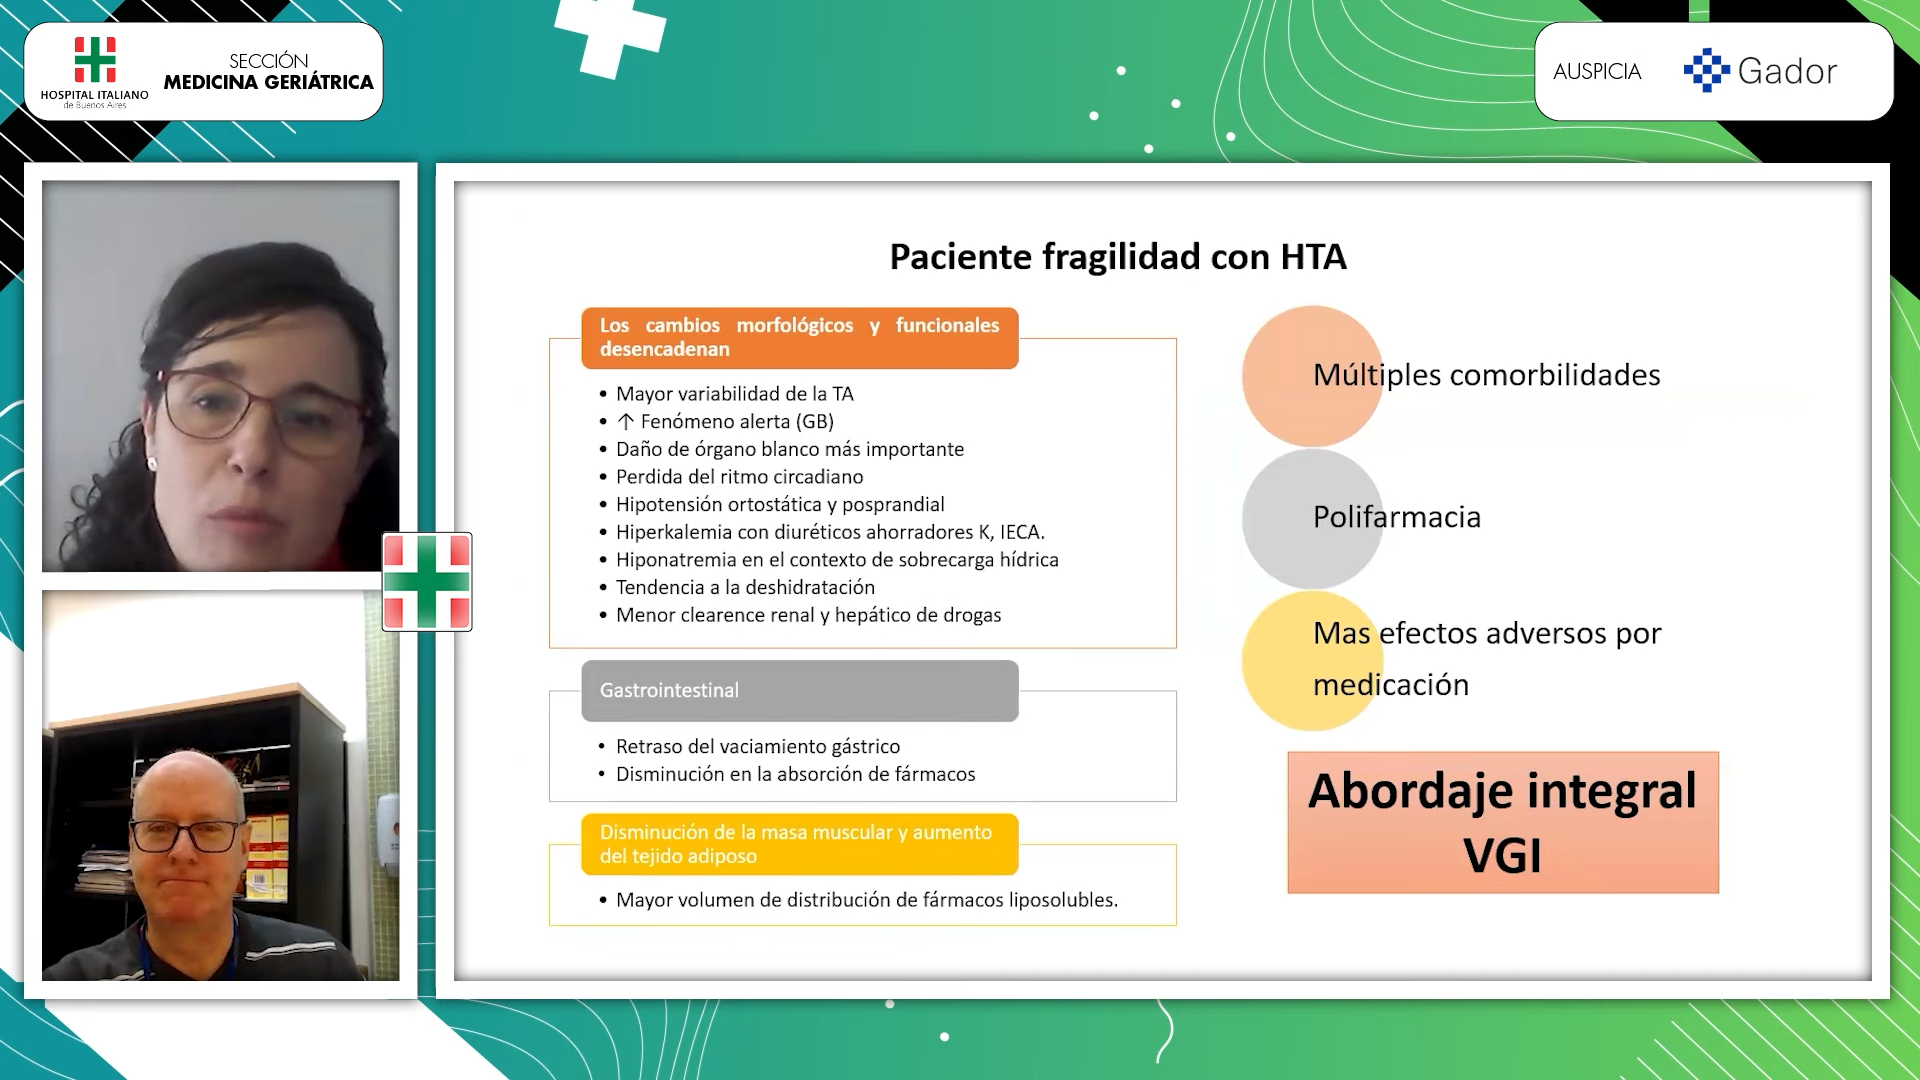 HOSPITAL ITALIANO
de Buenos Aires
SECCIÓN
MEDICINA GERIÁTRICA
AUSPICIA
Gador
Paciente fragilidad con HTA
Los cambios morfológicos y funcionales
desencadenan
• Mayor variabilidad de la TA
• ↑ Fenómeno alerta (GB)
• Daño de órgano blanco más importante
• Perdida del ritmo circadiano
• Hipotensión ortostática y posprandial
• Hiperkalemia con diuréticos ahorradores K, IECA.
• Hiponatremia en el contexto de sobrecarga hídrica
• Tendencia a la deshidratación
• Menor clearence renal y hepático de drogas
Gastrointestinal
• Retraso del vaciamiento gástrico
• Disminución en la absorción de fármacos
Disminución de la masa muscular y aumento
del tejido adiposo
• Mayor volumen de distribución de fármacos liposolubles.
Múltiples comorbilidades
Polifarmacia
Mas efectos adversos por
medicación
Abordaje integral
VGI